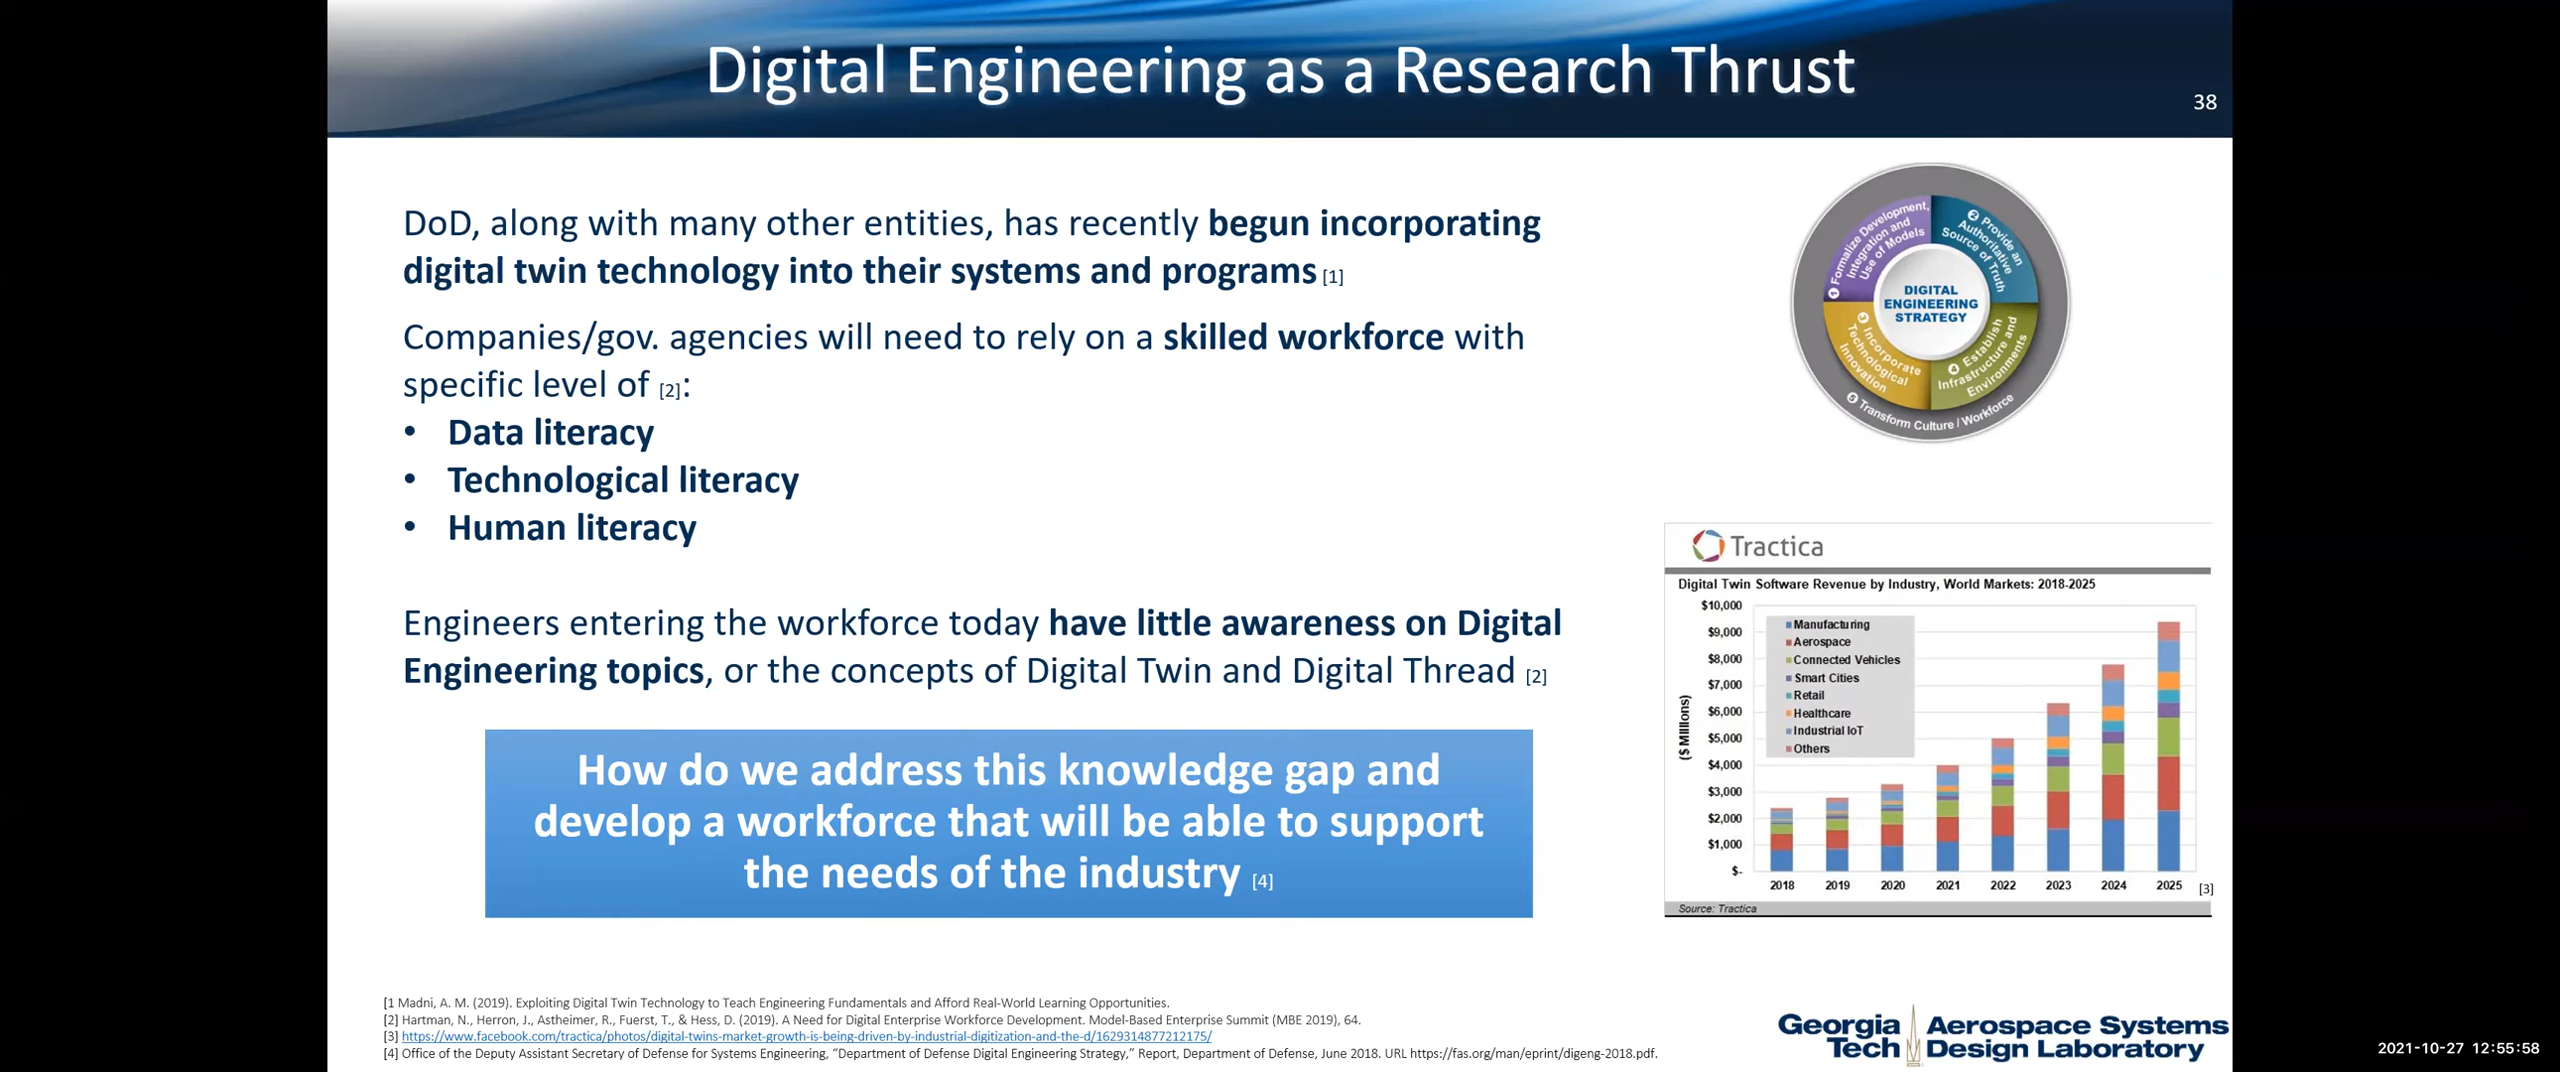 Digital Engineering as a Research Thrust
38
DoD, along with many other entities, has recently begun incorporating
digital twin technology into their systems and programs [1]
Companies/gov. agencies will need to rely on a skilled workforce with
specific level of [2]:
• Data literacy
• Technological literacy
• Human literacy
Engineers entering the workforce today have little awareness on Digital
Engineering topics, or the concepts of Digital Twin and Digital Thread [2]
How do we address this knowledge gap and
develop a workforce that will be able to support
the needs of the industry [4]
1 Formalize Development,
Integration and
Use of Models
2 Provide an
Authoritative
Source of Truth
DIGITAL
ENGINEERING
STRATEGY
3 Incorporate
Technological
Innovation
4 Establish
Infrastructure and
Environments
5 Transform Culture / Workforce
Tractica
Digital Twin Software Revenue by Industry, World Markets: 2018-2025
($ Millions)
$10,000
$9,000
$8,000
$7,000
$6,000
$5,000
$4,000
$3,000
$2,000
$1,000
$-
Manufacturing
Aerospace
Connected Vehicles
Smart Cities
Retail
Healthcare
Industrial IoT
Others
2018 2019 2020 2021 2022 2023 2024 2025
[3]
Source: Tractica
[1 Madni, A. M. (2019). Exploiting Digital Twin Technology to Teach Engineering Fundamentals and Afford Real-World Learning Opportunities.
[2] Hartman, N., Herron, J., Astheimer, R., Fuerst, T., & Hess, D. (2019). A Need for Digital Enterprise Workforce Development. Model-Based Enterprise Summit (MBE 2019), 64.
[3] https://www.facebook.com/tractica/photos/digital-twins-market-growth-is-being-driven-by-industrial-digitization-and-the-d/1629314877212175/
[4] Office of the Deputy Assistant Secretary of Defense for Systems Engineering, “Department of Defense Digital Engineering Strategy,” Report, Department of Defense, June 2018. URL https://fas.org/man/eprint/digeng-2018.pdf.
Georgia Tech
Aerospace Systems
Design Laboratory
2021-10-27 12:55:58